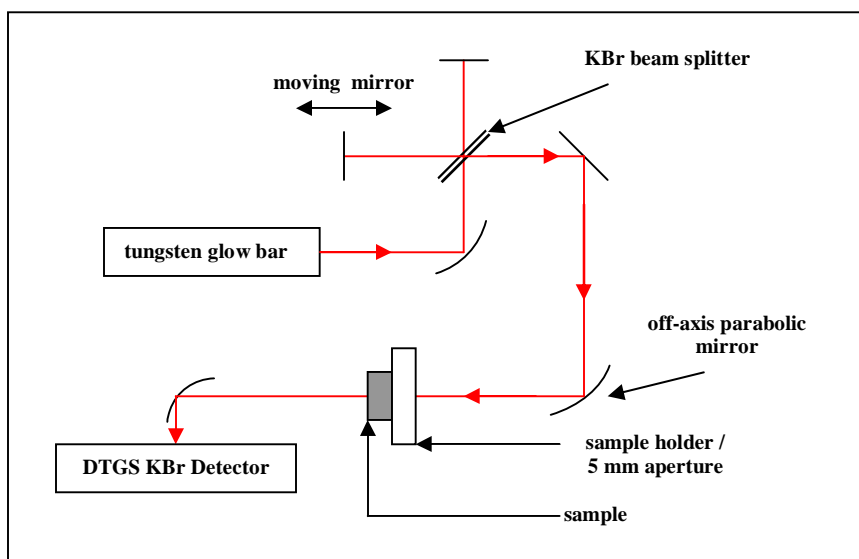 KBr beam splitter
moving mirror
tungsten glow bar
off-axis parabolic
mirror
DTGS KBr Detector
sample holder /
5 mm aperture
sample